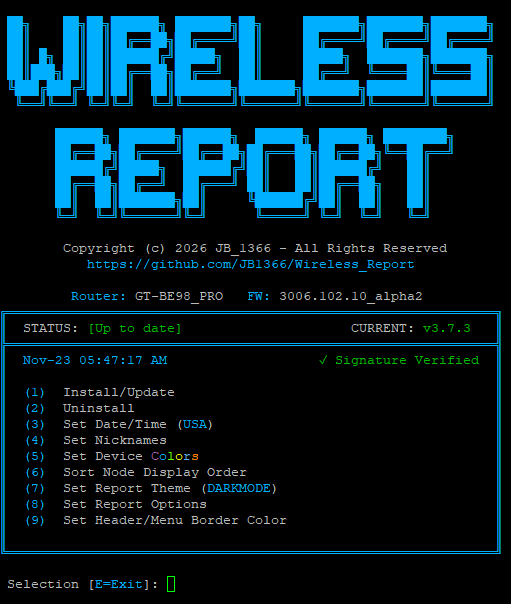 WIRELESS
REPORT
Copyright (c) 2026 JB_1366 - All Rights Reserved
https://github.com/JB1366/Wireless_Report
Router: GT-BE98_PRO FW: 3006.102.10_alpha2
STATUS: [Up to date] CURRENT: v3.7.3
Nov-23 05:47:17 AM ✓ Signature Verified
(1) Install/Update
(2) Uninstall
(3) Set Date/Time (USA)
(4) Set Nicknames
(5) Set Device Colors
(6) Sort Node Display Order
(7) Set Report Theme (DARKMODE)
(8) Set Report Options
(9) Set Header/Menu Border Color
Selection [E=Exit]: